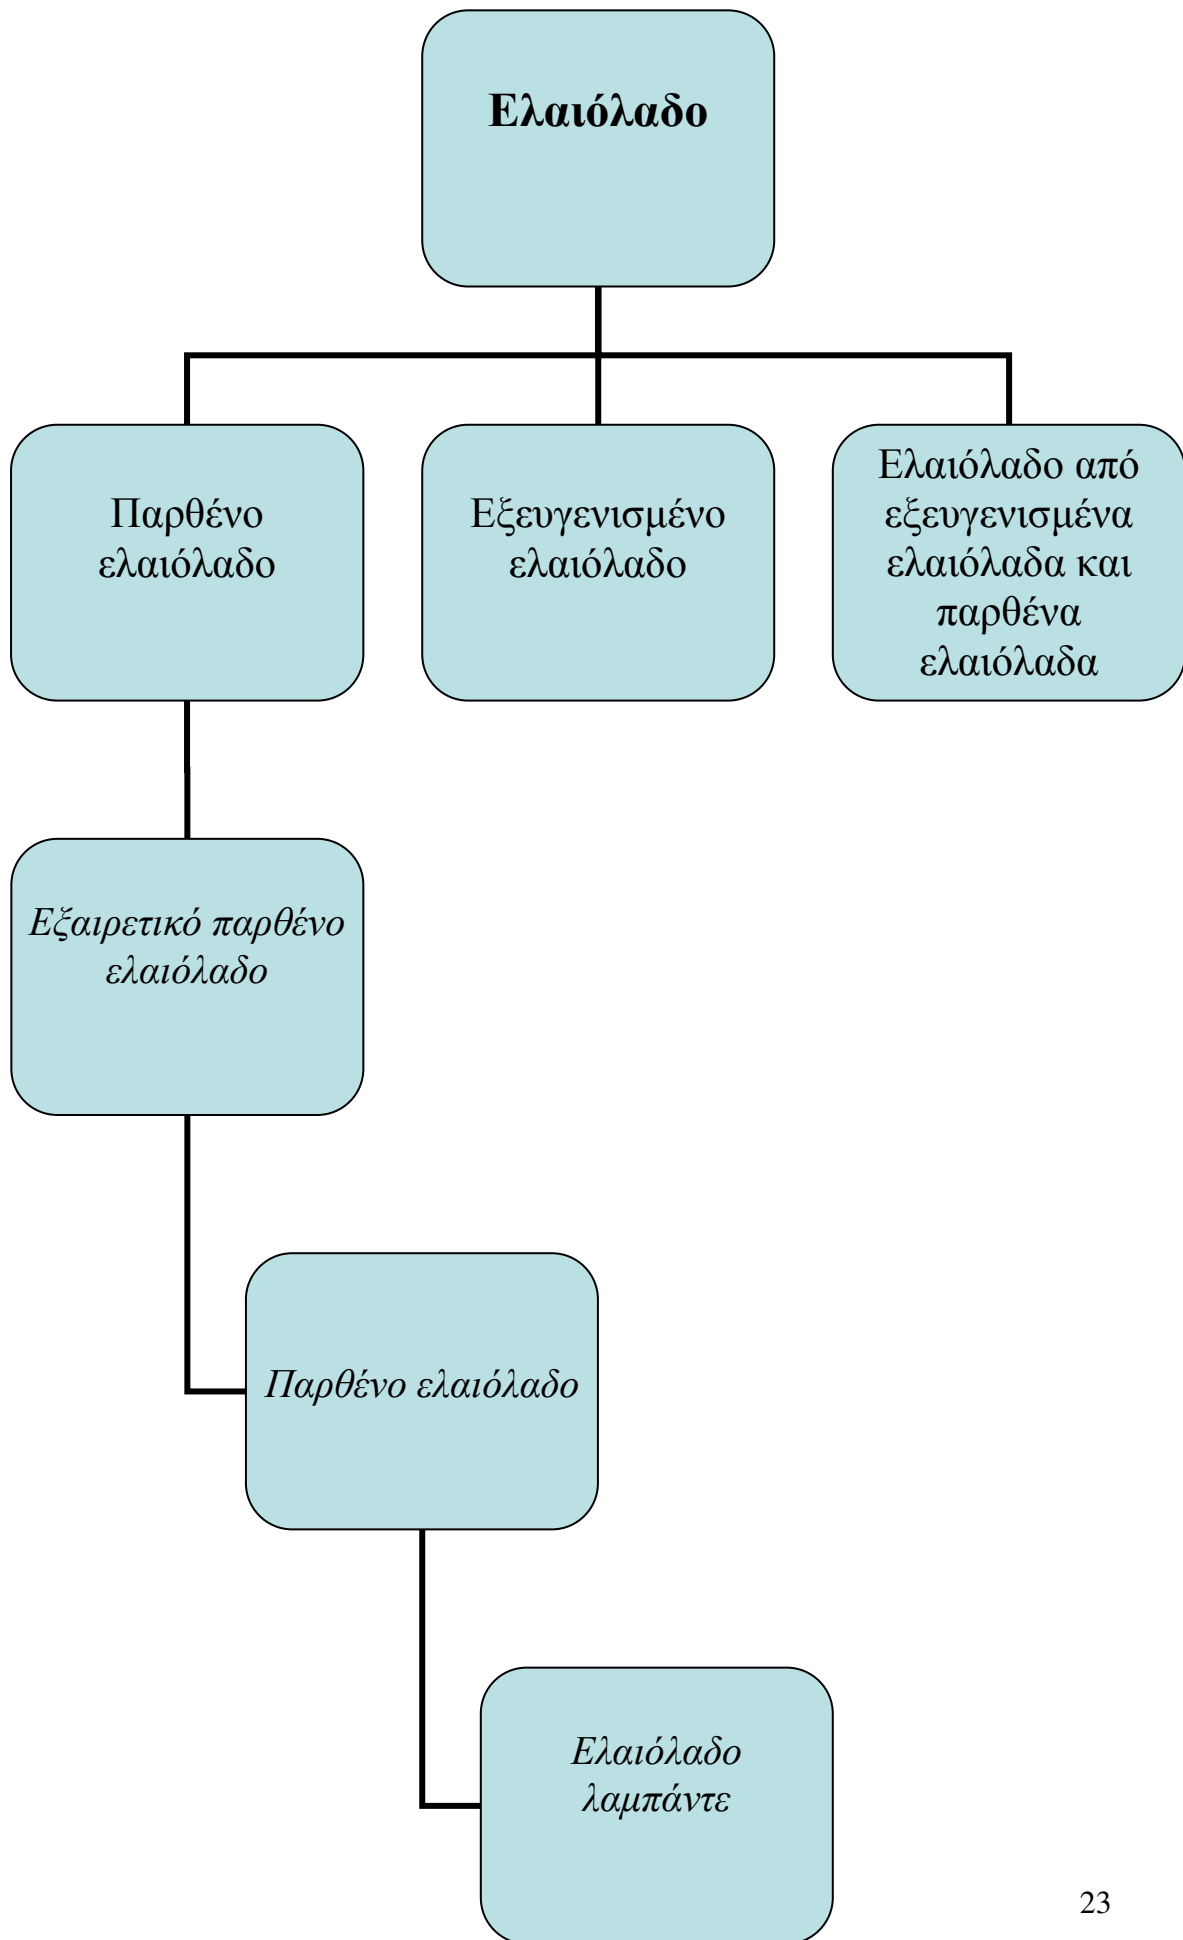 Ελαιόλαδο
Παρθένο
ελαιόλαδο
Εξευγενισμένο
ελαιόλαδο
Ελαιόλαδο από
εξευγενισμένα
ελαιόλαδα και
παρθένα
ελαιόλαδα
Εξαιρετικό παρθένο
ελαιόλαδο
Παρθένο ελαιόλαδο
Ελαιόλαδο
λαμπάντε
23